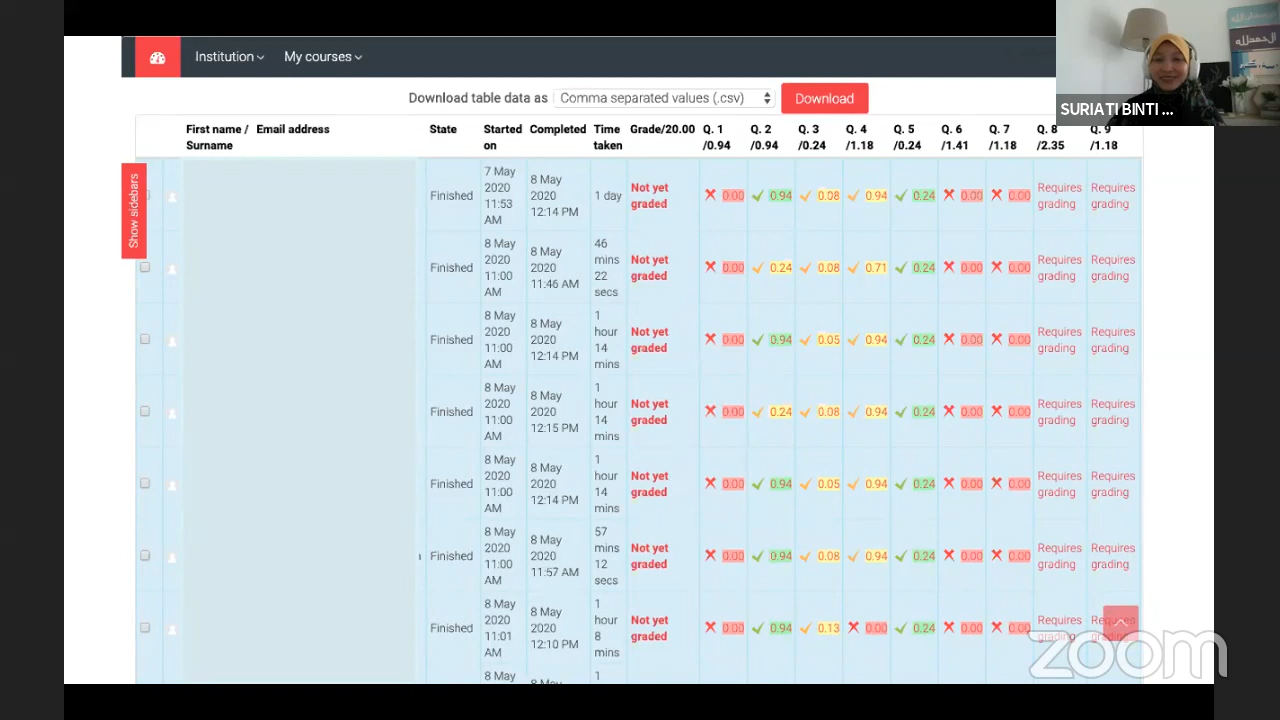 Institution
My courses
SURIATI BINTI ...
Download table data as
Comma separated values (.csv)
Download
First name / Surname
Email address
State
Started on
Completed
Time taken
Grade/20.00
Q. 1 /0.94
Q. 2 /0.94
Q. 3 /0.24
Q. 4 /1.18
Q. 5 /0.24
Q. 6 /1.41
Q. 7 /1.18
Q. 8 /2.35
Q. 9 /1.18
Show sidebars
Finished 7 May 2020 11:53 AM 8 May 2020 12:14 PM 1 day Not yet graded 0.00 0.94 0.08 0.94 0.24 0.00 0.00 Requires grading Requires grading
Finished 8 May 2020 11:00 AM 8 May 2020 11:46 AM 46 mins 22 secs Not yet graded 0.00 0.24 0.08 0.71 0.24 0.00 0.00 Requires grading Requires grading
Finished 8 May 2020 11:00 AM 8 May 2020 12:14 PM 1 hour 14 mins Not yet graded 0.00 0.94 0.05 0.94 0.24 0.00 0.00 Requires grading Requires grading
Finished 8 May 2020 11:00 AM 8 May 2020 12:15 PM 1 hour 14 mins Not yet graded 0.00 0.24 0.08 0.94 0.24 0.00 0.00 Requires grading Requires grading
Finished 8 May 2020 11:00 AM 8 May 2020 12:14 PM 1 hour 14 mins Not yet graded 0.00 0.94 0.05 0.94 0.24 0.00 0.00 Requires grading Requires grading
Finished 8 May 2020 11:00 AM 8 May 2020 11:57 AM 57 mins 12 secs Not yet graded 0.00 0.94 0.08 0.94 0.24 0.00 0.00 Requires grading Requires grading
Finished 8 May 2020 11:01 AM 8 May 2020 12:10 PM 1 hour 8 mins Not yet graded 0.00 0.94 0.13 0.00 0.24 0.00 0.00 Requires grading Requires grading
8 May 8 May 1
zoom